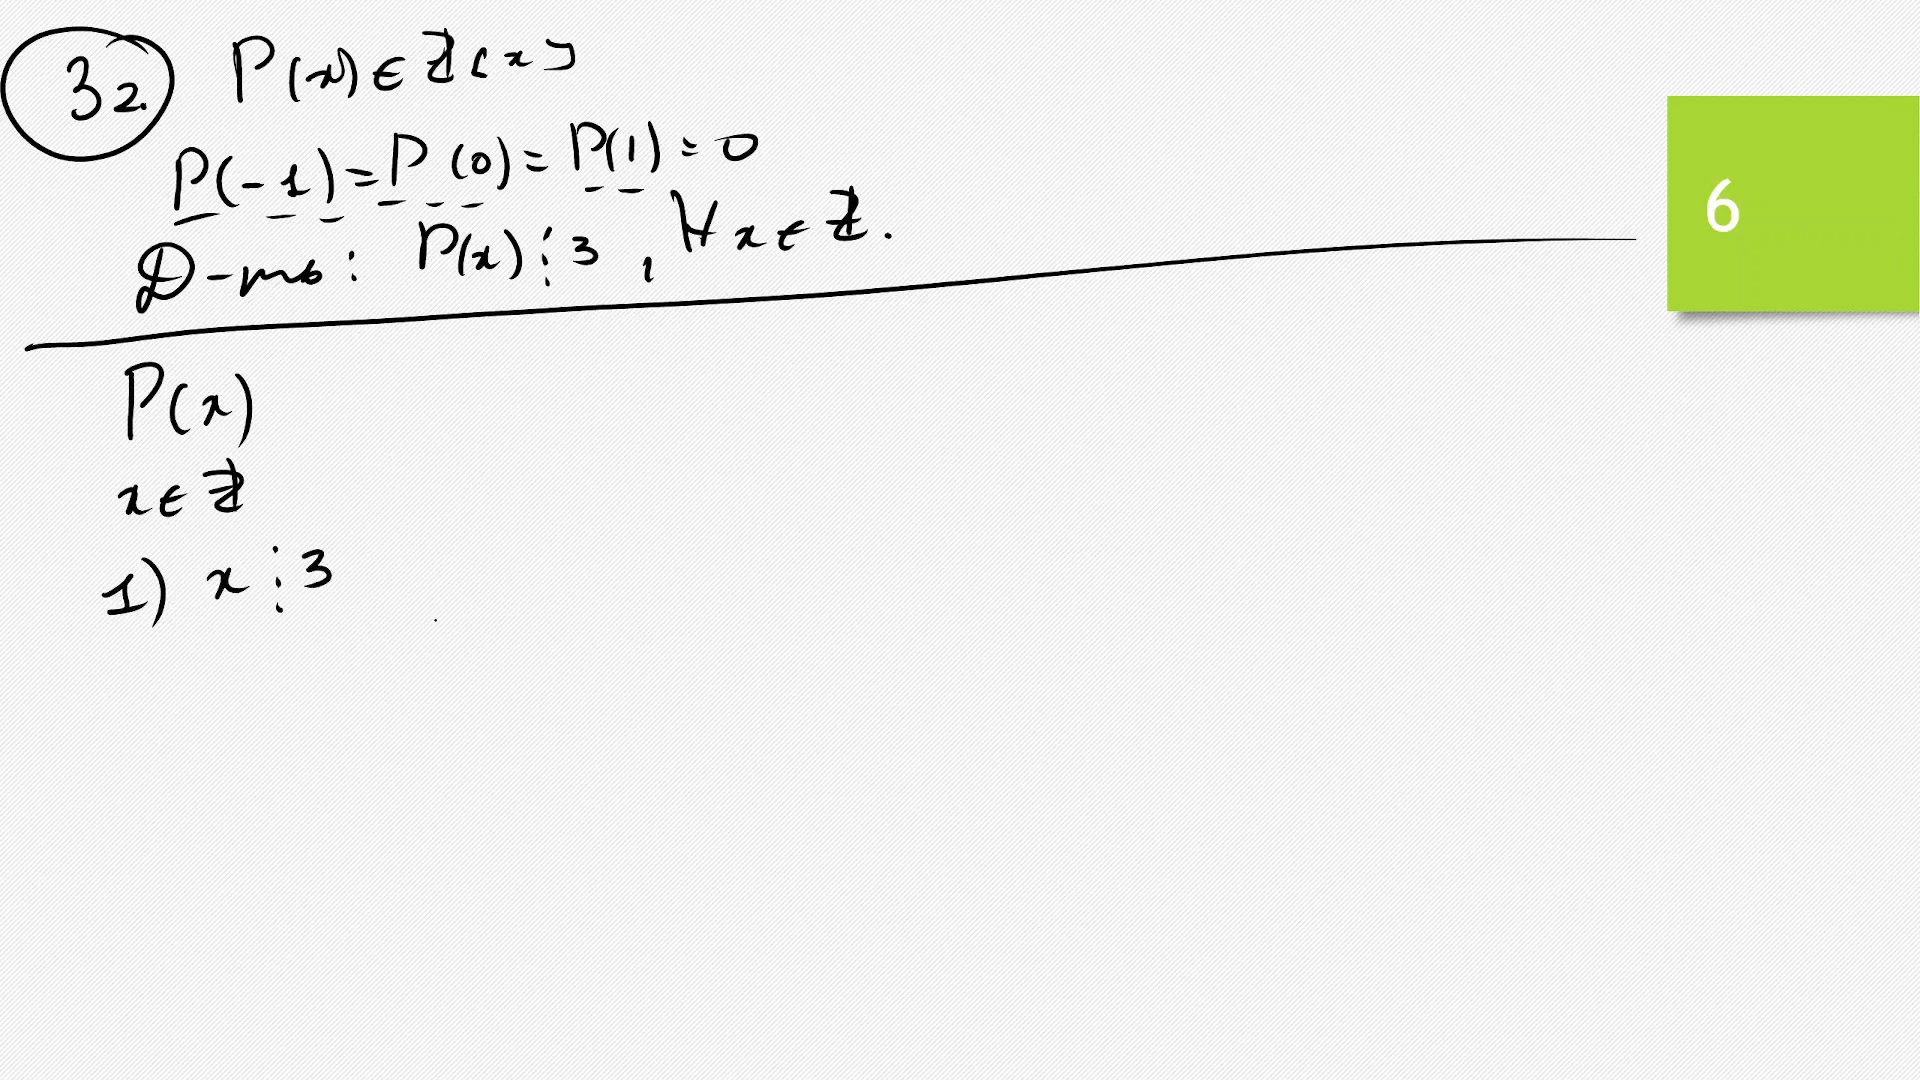 32. P(x) ∈ ℤ[x]
P(-1) = P(0) = P(1) = 0
Д-ть: P(x) ⋮ 3, ∀ x ∈ ℤ.
6
P(x)
x ∈ ℤ
1) x ⋮ 3